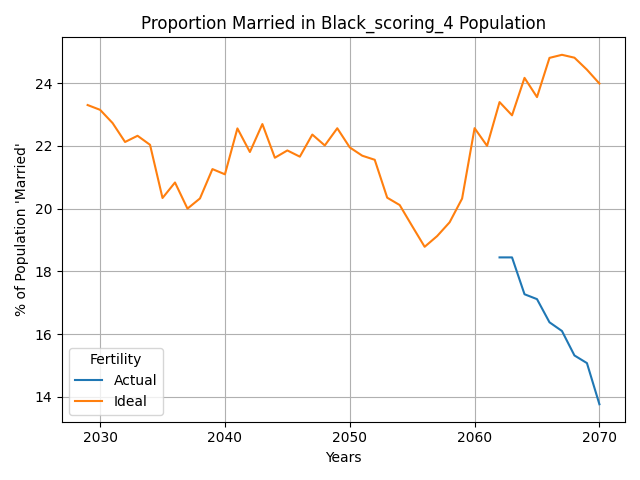 Proportion Married in Black_scoring_4 Population
% of Population 'Married'
24
22
20
18
16
14
Fertility
Actual
Ideal
2030 2040 2050 2060 2070
Years